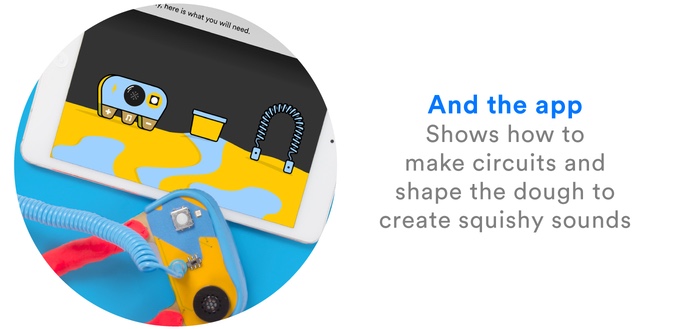 here is what you will need.
And the app
Shows how to
make circuits and
shape the dough to
create squishy sounds